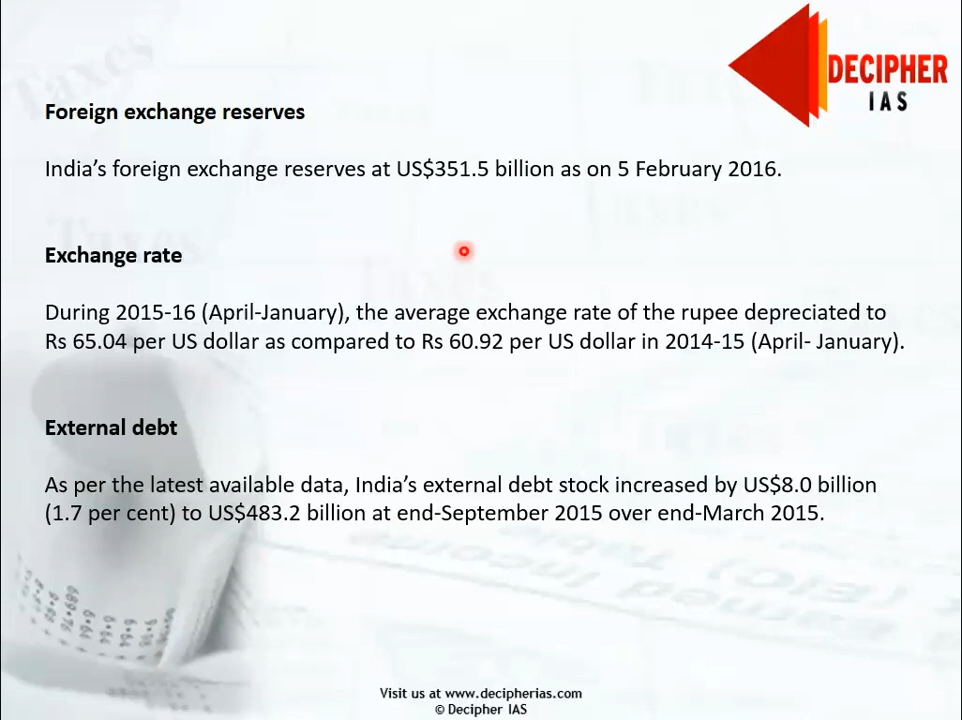 DECIPHER
IAS
Foreign exchange reserves
India’s foreign exchange reserves at US$351.5 billion as on 5 February 2016.
Exchange rate
During 2015-16 (April-January), the average exchange rate of the rupee depreciated to
Rs 65.04 per US dollar as compared to Rs 60.92 per US dollar in 2014-15 (April- January).
External debt
As per the latest available data, India’s external debt stock increased by US$8.0 billion
(1.7 per cent) to US$483.2 billion at end-September 2015 over end-March 2015.
Taxes
Taxes
Taxes
Visit us at www.decipherias.com
© Decipher IAS